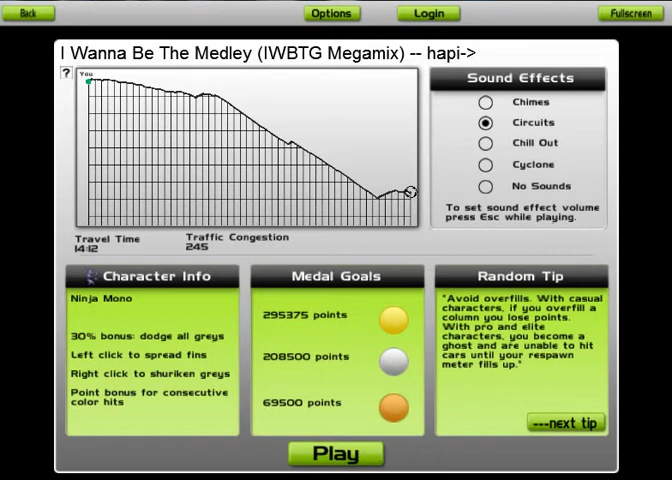 Back
Options
Login
Fullscreen
I Wanna Be The Medley (IWBTG Megamix) -- hapi->
?
You
Travel Time
14:12
Traffic Congestion
245
Sound Effects
Chimes
Circuits
Chill Out
Cyclone
No Sounds
To set sound effect volume
press Esc while playing.
Character Info
Ninja Mono
30% bonus: dodge all greys
Left click to spread fins
Right click to shuriken greys
Point bonus for consecutive
color hits
Medal Goals
295375 points
208500 points
69500 points
Random Tip
"Avoid overfills. With casual
characters, if you overfill a
column you lose points.
With pro and elite
characters, you become a
ghost and are unable to hit
cars until your respawn
meter fills up."
---next tip
Play